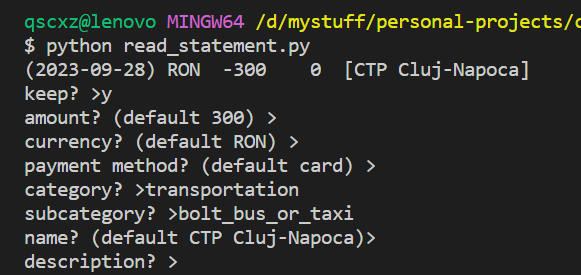 qscxz@lenovo MINGW64 /d/mystuff/personal-projects/
$ python read_statement.py
(2023-09-28) RON  -300    0  [CTP Cluj-Napoca]
keep? >y
amount? (default 300) >
currency? (default RON) >
payment method? (default card) >
category? >transportation
subcategory? >bolt_bus_or_taxi
name? (default CTP Cluj-Napoca)>
description? >